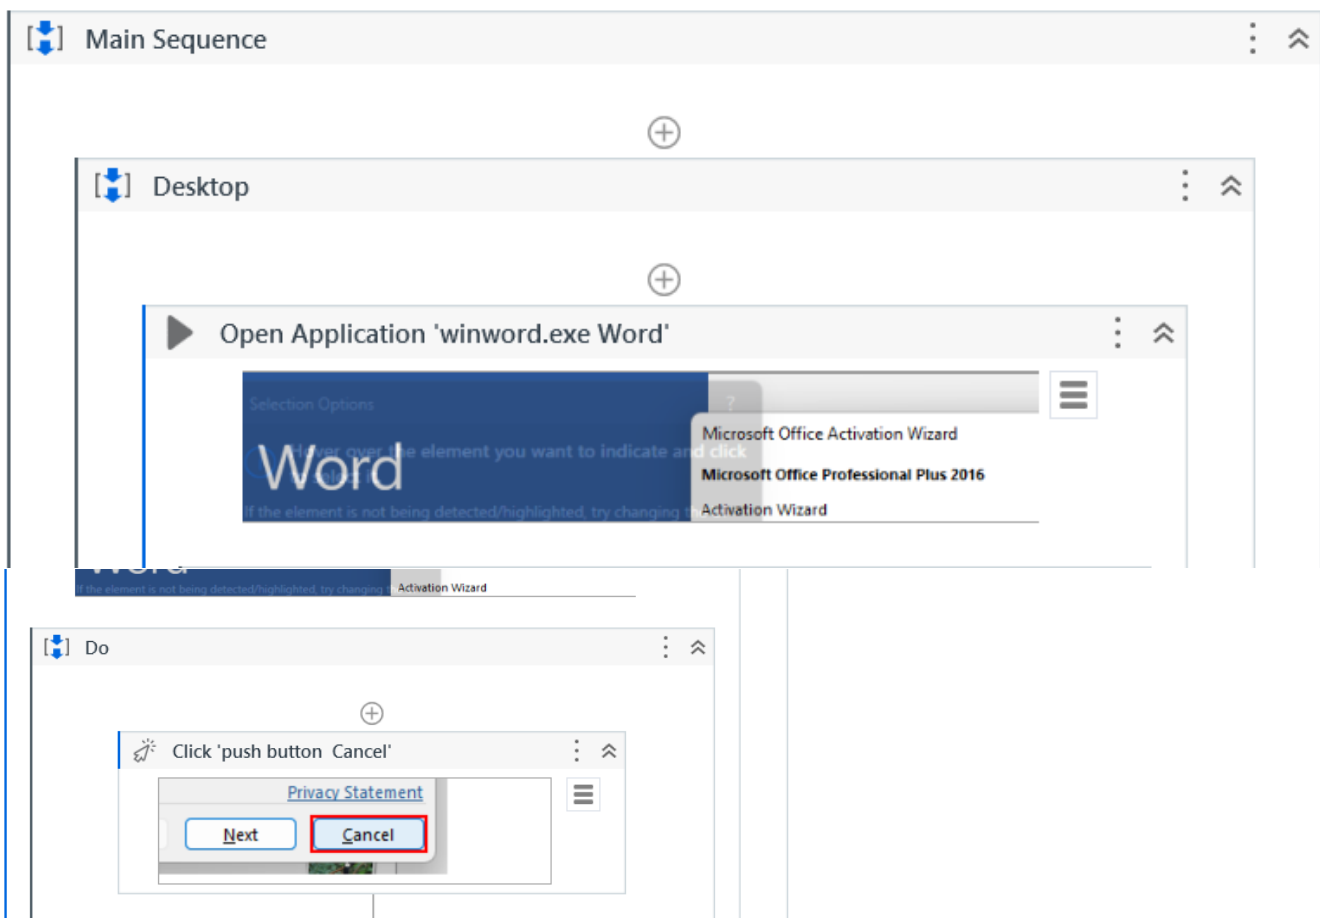 Main Sequence
Desktop
Open Application 'winword.exe Word'
Selection Options
?
Microsoft Office Activation Wizard
Hover over the element you want to indicate and click
Word
Microsoft Office Professional Plus 2016
If the element is not being detected/highlighted, try changing
Activation Wizard
Word
If the element is not being detected/highlighted, try changing
Activation Wizard
Do
Click 'push button Cancel'
Privacy Statement
Next
Cancel